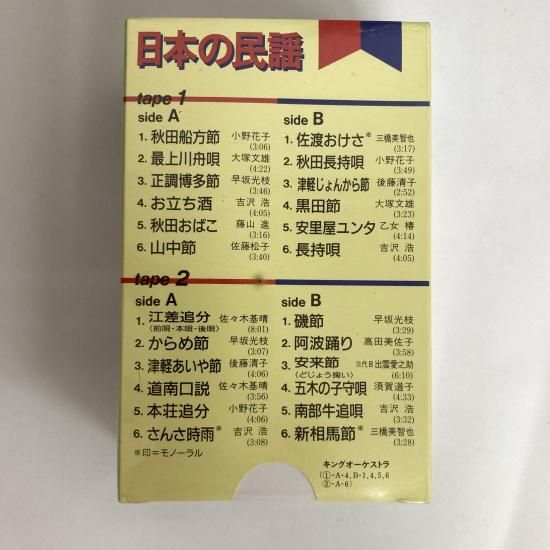 日本の民謡
tape 1
side A
1. 秋田船方節 小野花子 (3:06)
2. 最上川舟唄 大塚文雄 (4:22)
3. 正調博多節 早坂光枝 (3:46)
4. お立ち酒 吉沢 浩 (4:05)
5. 秋田おばこ 藤山 進 (3:16)
6. 山中節 佐藤松子 (3:40)
side B
1. 佐渡おけさ※ 三橋美智也 (3:17)
2. 秋田長持唄 小野花子 (3:49)
3. 津軽じょんから節 後藤清子 (2:52)
4. 黒田節 大塚文雄 (3:23)
5. 安里屋ユンタ 乙女 椿 (4:14)
6. 長持唄 吉沢 浩 (4:05)
tape 2
side A
1. 江差追分 佐々木基晴
〈前唄・本唄・後唄〉 (8:01)
2. からめ節 早坂光枝 (3:07)
3. 津軽あいや節 後藤清子 (4:06)
4. 道南口説 佐々木基晴 (3:56)
5. 本荘追分 小野花子 (4:06)
6. さんさ時雨※ 吉沢 浩 (3:08)
※印=モノーラル
side B
1. 磯節 早坂光枝 (3:29)
2. 阿波踊り 高田美佐子 (3:58)
3. 安来節 三代目出雲愛之助
〈どじょう掬い〉 (6:10)
4. 五木の子守唄 須賀道子 (4:33)
5. 南部牛追唄 吉沢 浩 (3:32)
6. 新相馬節※ 三橋美智也 (3:28)
キングオーケストラ
(①-A-4,B-1,4,5,6
②-A-6)